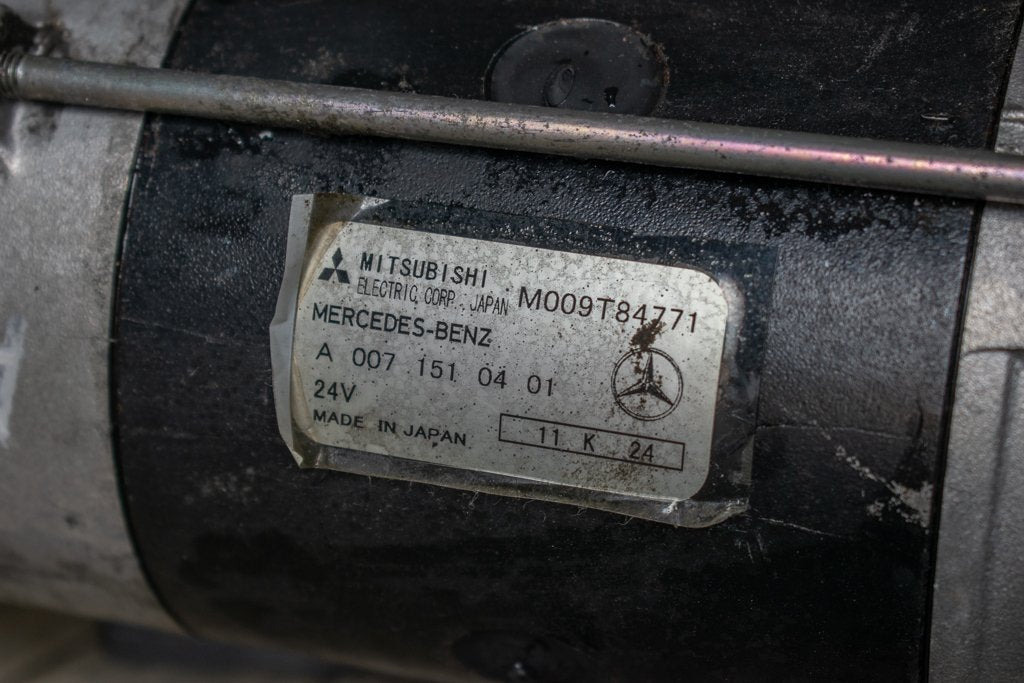 MITSUBISHI
ELECTRIC CORP. JAPAN M009T84771
MERCEDES-BENZ
A 007 151 04 01
24V
MADE IN JAPAN
11 K 24